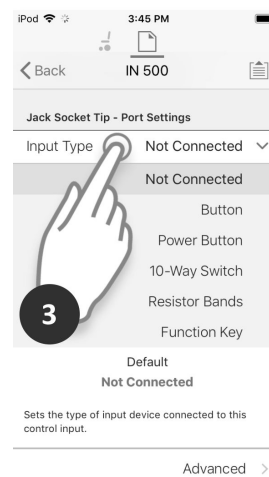 iPod 3:45 PM
Back IN 500
Jack Socket Tip - Port Settings
Input Type Not Connected
Not Connected
Button
Power Button
10-Way Switch
Resistor Bands
3
Function Key
Default
Not Connected
Sets the type of input device connected to this
control input.
Advanced